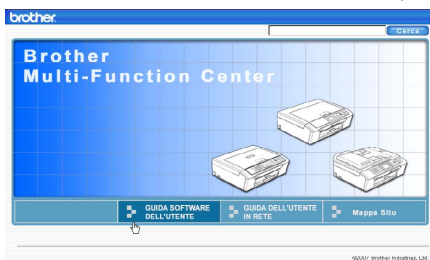 brother
Cerca
Brother
Multi-Function Center
GUIDA SOFTWARE
DELL'UTENTE
GUIDA DELL'UTENTE
IN RETE
Mappa Sito
©2007 Brother Industries, Ltd.